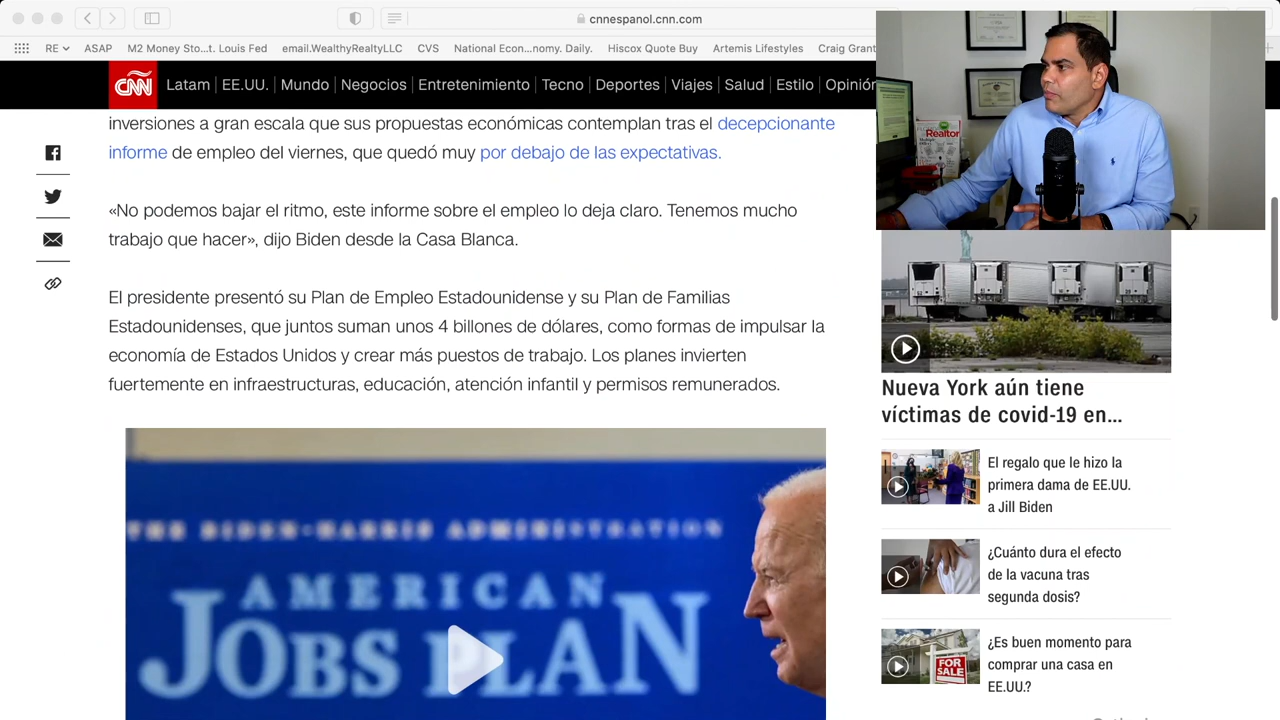 cnnespanol.cnn.com
RE
ASAP
M2 Money Sto...t. Louis Fed
email.WealthyRealtyLLC
CVS
National Econ...nomy. Daily.
Hiscox Quote Buy
Artemis Lifestyles
Craig Grant
CNN
Latam
EE.UU.
Mundo
Negocios
Entretenimiento
Tecno
Deportes
Viajes
Salud
Estilo
Opinión
inversiones a gran escala que sus propuestas económicas contemplan tras el decepcionante
informe de empleo del viernes, que quedó muy por debajo de las expectativas.
«No podemos bajar el ritmo, este informe sobre el empleo lo deja claro. Tenemos mucho
trabajo que hacer», dijo Biden desde la Casa Blanca.
El presidente presentó su Plan de Empleo Estadounidense y su Plan de Familias
Estadounidenses, que juntos suman unos 4 billones de dólares, como formas de impulsar la
economía de Estados Unidos y crear más puestos de trabajo. Los planes invierten
fuertemente en infraestructuras, educación, atención infantil y permisos remunerados.
THE BIDEN-HARRIS ADMINISTRATION
AMERICAN
JOBS PLAN
Realtor
Nueva York aún tiene
víctimas de covid-19 en...
El regalo que le hizo la
primera dama de EE.UU.
a Jill Biden
¿Cuánto dura el efecto
de la vacuna tras
segunda dosis?
FOR
SALE
¿Es buen momento para
comprar una casa en
EE.UU.?